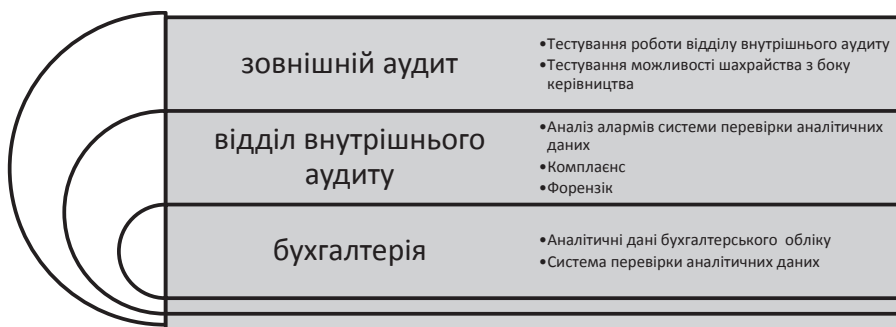 зовнішній аудит
•Тестування роботи відділу внутрішнього аудиту
•Тестування можливості шахрайства з боку
керівництва
відділ внутрішнього
аудиту
•Аналіз алармів системи перевірки аналітичних
даних
•Комплаєнс
•Форензік
бухгалтерія
•Аналітичні дані бухгалтерського  обліку
•Система перевірки аналітичних даних